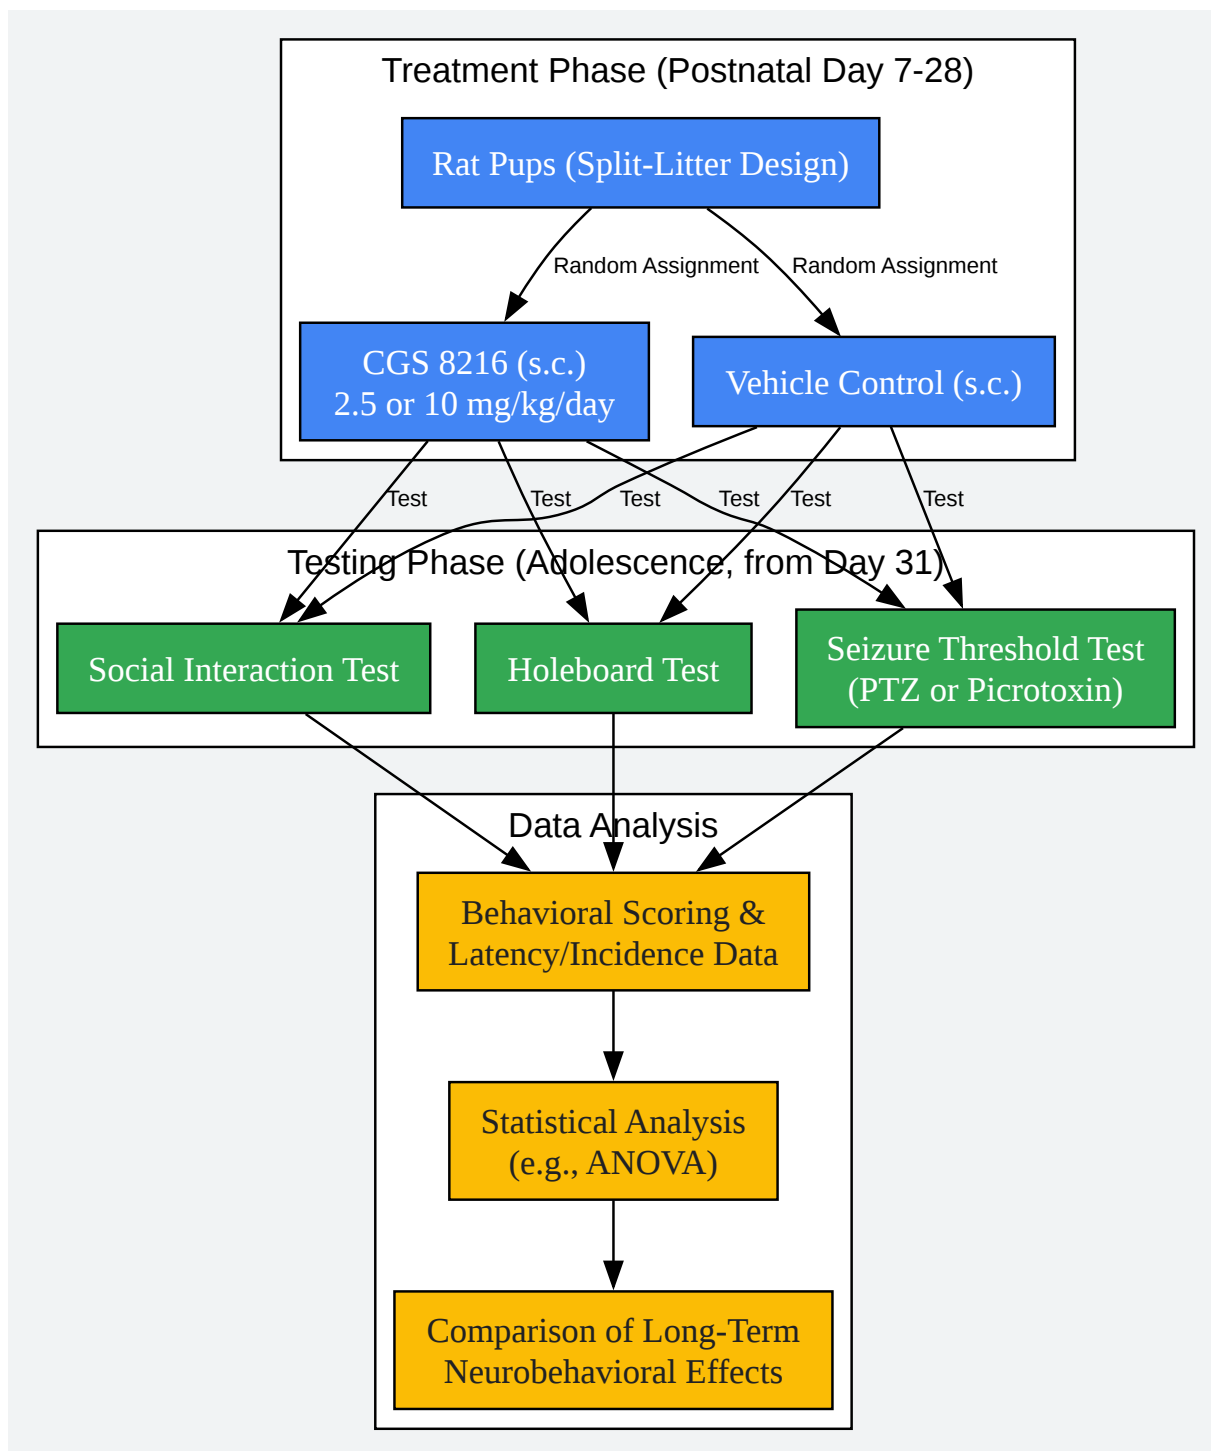 Treatment Phase (Postnatal Day 7-28)
Rat Pups (Split-Litter Design)
Random Assignment
Random Assignment
CGS 8216 (s.c.)
2.5 or 10 mg/kg/day
Vehicle Control (s.c.)
Test
Test
Test
Test
Test
Test
Testing Phase (Adolescence, from Day 31)
Social Interaction Test
Holeboard Test
Seizure Threshold Test
(PTZ or Picrotoxin)
Data Analysis
Behavioral Scoring &
Latency/Incidence Data
Statistical Analysis
(e.g., ANOVA)
Comparison of Long-Term
Neurobehavioral Effects